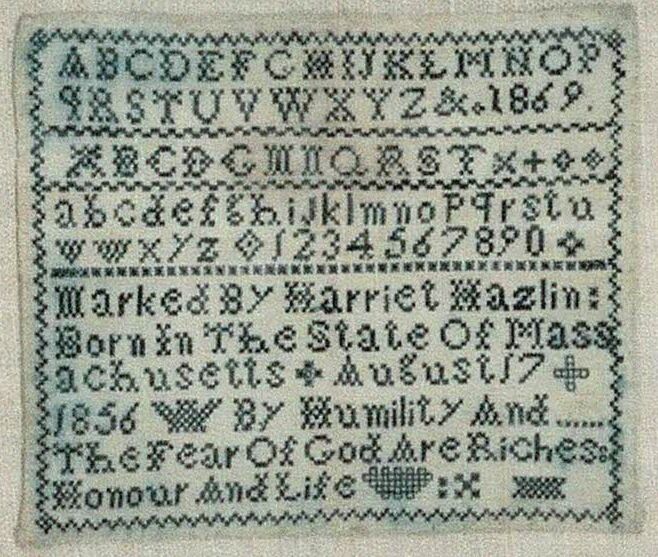 ABCDEFGHIJKLMNOP
qRSTUVWXYZ&.1869.
ABCDGMNQRST
abcdefghijklmnopqrstu
vwxyz 1234567890
Marked By Harriet Hazlin:
Born In The State Of Mass
achusetts August 17
1856 By Humility And......
The Fear Of God Are Riches:
Honour And Life :